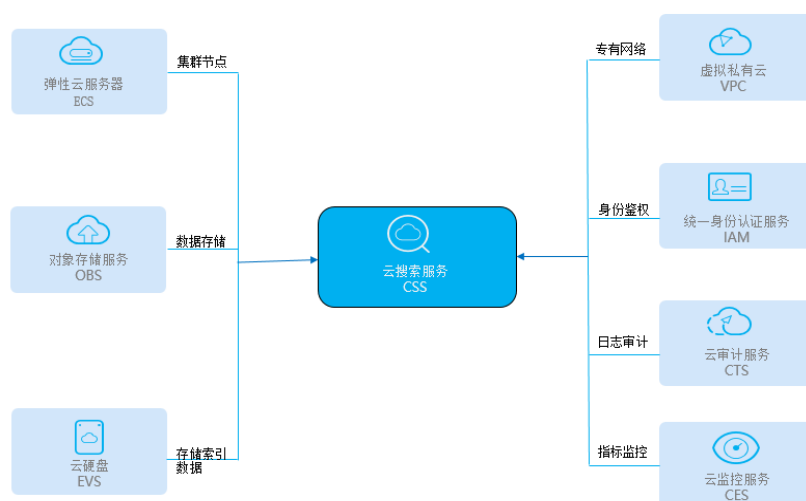 集群节点
弹性云服务器
ECS
数据存储
对象存储服务
OBS
存储索引
数据
云硬盘
EVS
云搜索服务
CSS
专有网络
虚拟私有云
VPC
身份鉴权
统一身份认证服务
IAM
日志审计
云审计服务
CTS
指标监控
云监控服务
CES